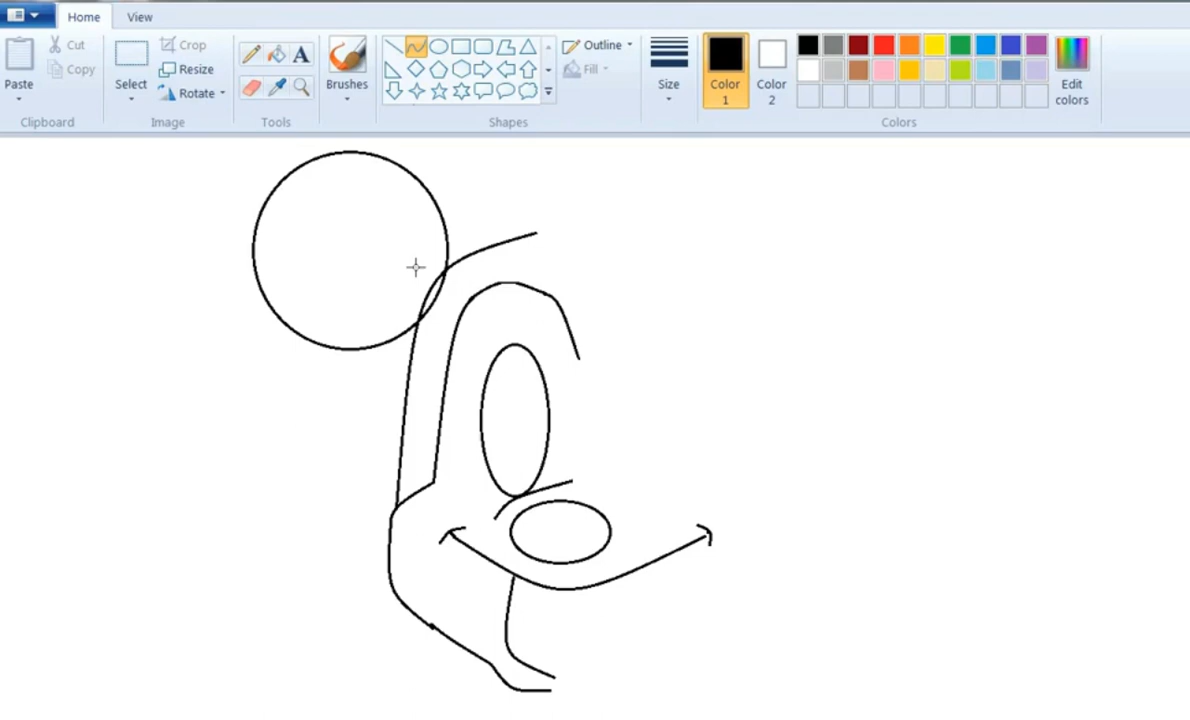 Home View
Cut
Copy
Paste
Clipboard
Select
Crop
Resize
Rotate
Image
A
Tools
Brushes
Shapes
Outline
Fill
Size
Color 1
Color 2
Edit colors
Colors